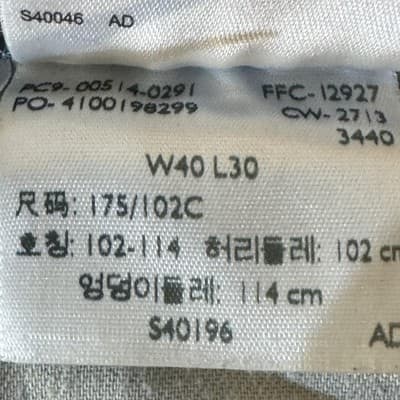 S40046 AD
PC9-00514-0291 FFC-12927
PO-4100198299 CW-2713
3440
W40 L30
尺码: 175/102C
호칭: 102-114 허리둘레: 102 cm
엉덩이둘레: 114 cm
S40196 AD